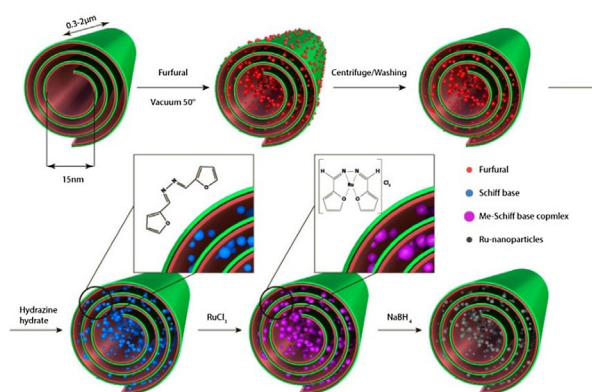 0.3-2μm
Furfural
Vacuum 50°
Centrifuge/Washing
15nm
N N
O
O
H N N H
Ru
O O
Cl3
Furfural
Schiff base
Me-Schiff base copmlex
Ru-nanoparticles
Hydrazine
hydrate
RuCl3
NaBH4